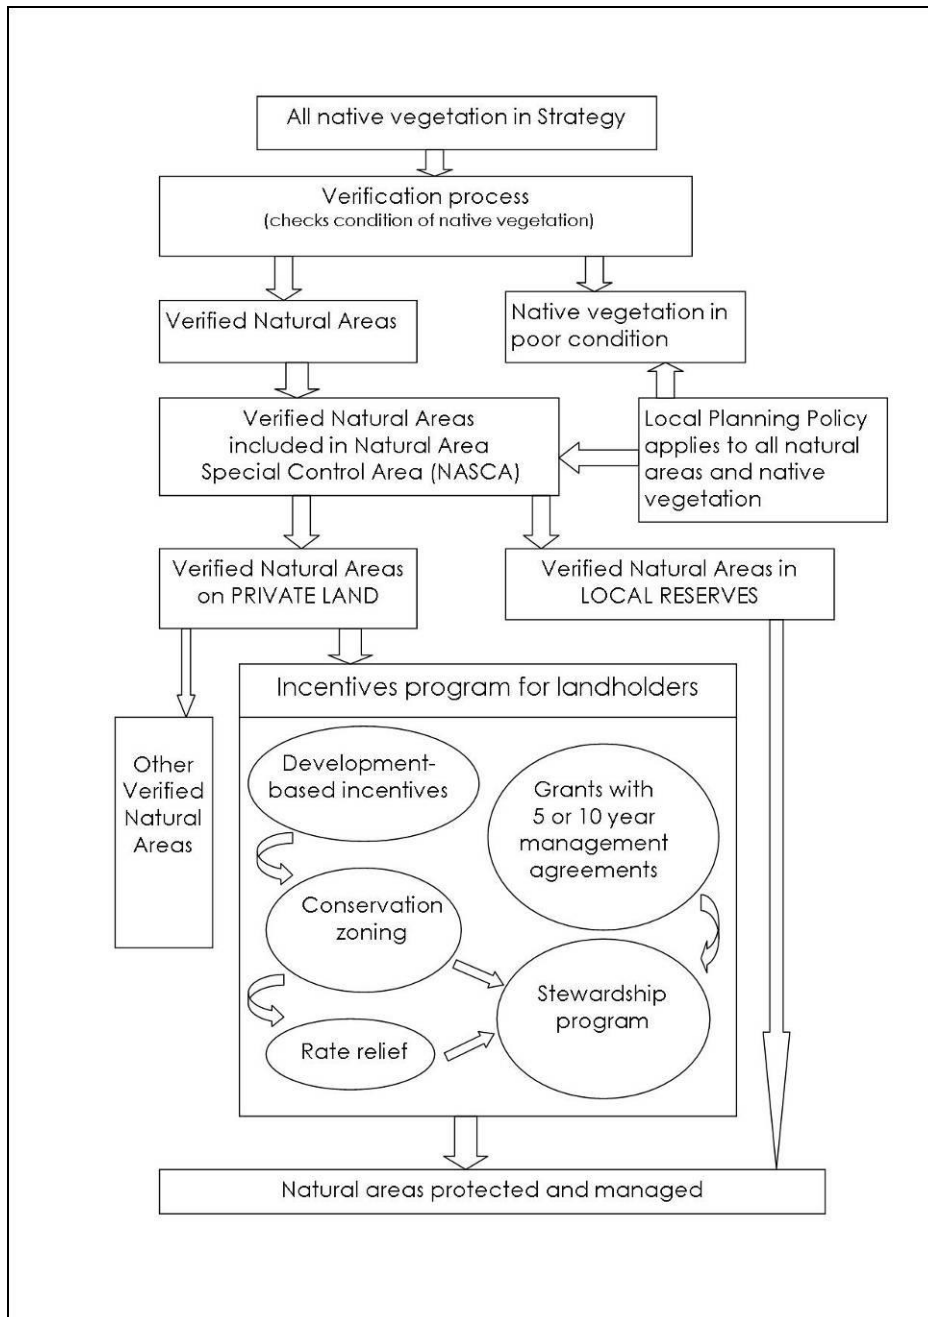 All native vegetation in Strategy
Verification process
(checks condition of native vegetation)
Verified Natural Areas
Native vegetation in
poor condition
Verified Natural Areas
included in Natural Area
Special Control Area (NASCA)
Local Planning Policy
applies to all natural
areas and native
vegetation
Verified Natural Areas
on PRIVATE LAND
Verified Natural Areas in
LOCAL RESERVES
Incentives program for landholders
Other
Verified
Natural
Areas
Development-
based incentives
Grants with
5 or 10 year
management
agreements
Conservation
zoning
Stewardship
program
Rate relief
Natural areas protected and managed